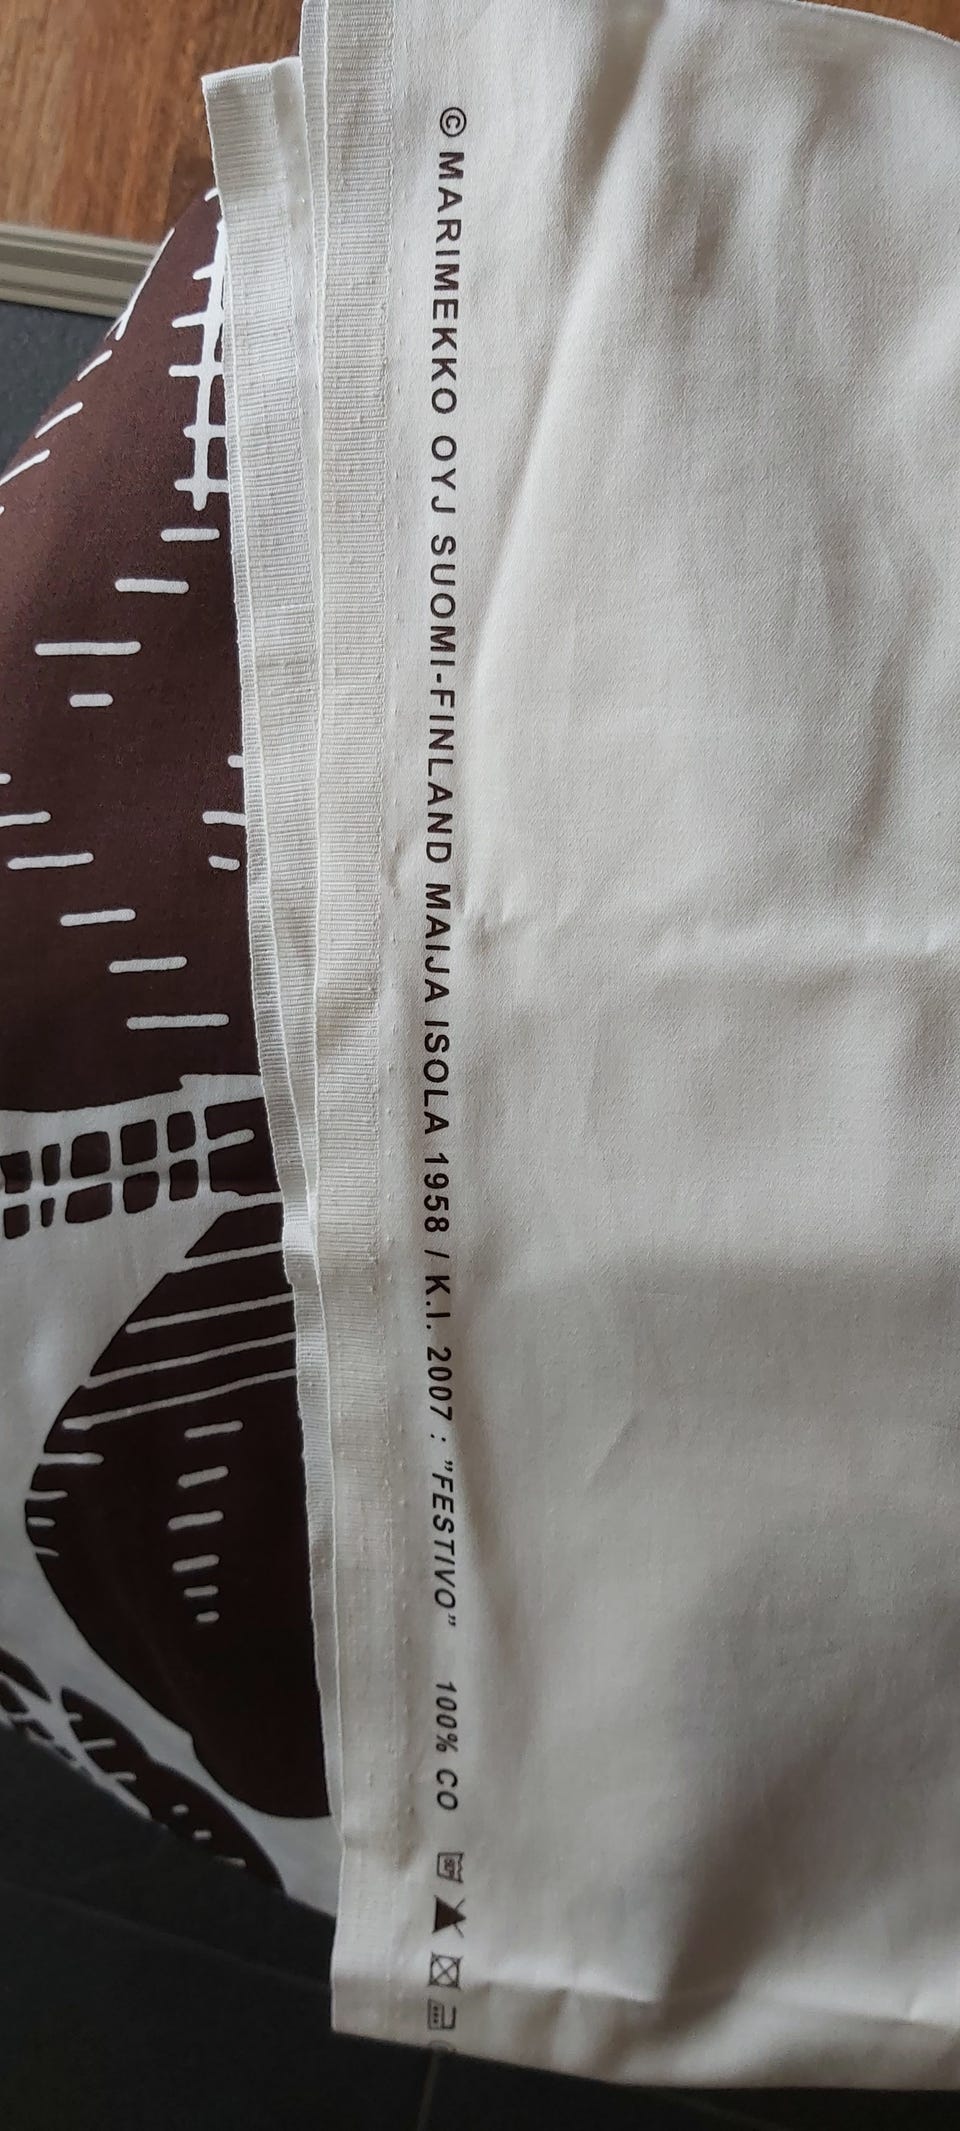 © MARIMEKKO OYJ SUOMI-FINLAND MAIJA ISOLA 1958 / K.I. 2007 : "FESTIVO" 100% CO